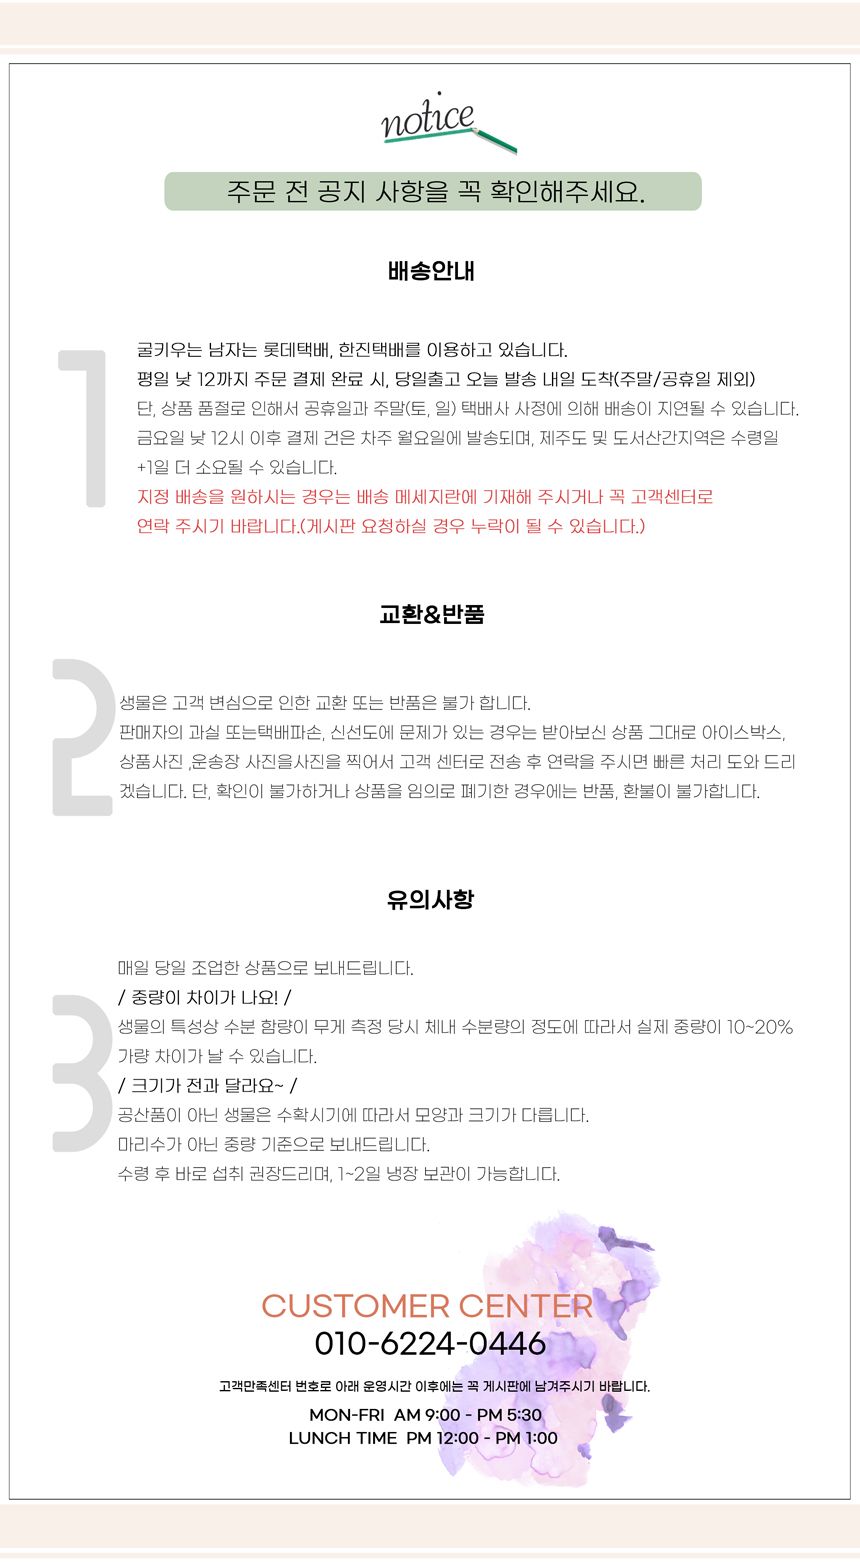 notice
주문 전 공지 사항을 꼭 확인해주세요.
배송안내
1
굴키우는 남자는 롯데택배, 한진택배를 이용하고 있습니다.
평일 낮 12까지 주문 결제 완료 시, 당일출고 오늘 발송 내일 도착(주말/공휴일 제외)
단, 상품 품절로 인해서 공휴일과 주말(토, 일) 택배사 사정에 의해 배송이 지연될 수 있습니다.
금요일 낮 12시 이후 결제 건은 차주 월요일에 발송되며, 제주도 및 도서산간지역은 수령일
+1일 더 소요될 수 있습니다.
지정 배송을 원하시는 경우는 배송 메세지란에 기재해 주시거나 꼭 고객센터로
연락 주시기 바랍니다.(게시판 요청하실 경우 누락이 될 수 있습니다.)
교환&반품
2
생물은 고객 변심으로 인한 교환 또는 반품은 불가 합니다.
판매자의 과실 또는택배파손, 신선도에 문제가 있는 경우는 받아보신 상품 그대로 아이스박스,
상품사진 ,운송장 사진을사진을 찍어서 고객 센터로 전송 후 연락을 주시면 빠른 처리 도와 드리
겠습니다. 단, 확인이 불가하거나 상품을 임의로 폐기한 경우에는 반품, 환불이 불가합니다.
유의사항
3
매일 당일 조업한 상품으로 보내드립니다.
/ 중량이 차이가 나요! /
생물의 특성상 수분 함량이 무게 측정 당시 체내 수분량의 정도에 따라서 실제 중량이 10~20%
가량 차이가 날 수 있습니다.
/ 크기가 전과 달라요~ /
공산품이 아닌 생물은 수확시기에 따라서 모양과 크기가 다릅니다.
마리수가 아닌 중량 기준으로 보내드립니다.
수령 후 바로 섭취 권장드리며, 1~2일 냉장 보관이 가능합니다.
CUSTOMER CENTER
010-6224-0446
고객만족센터 번호로 아래 운영시간 이후에는 꼭 게시판에 남겨주시기 바랍니다.
MON-FRI AM 9:00 - PM 5:30
LUNCH TIME PM 12:00 - PM 1:00